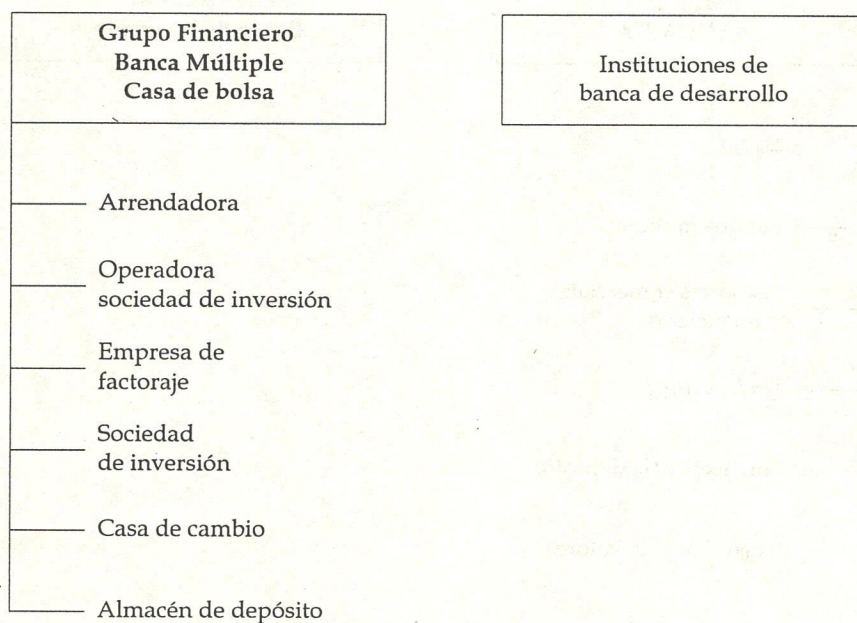 Grupo Financiero
Banca Múltiple
Casa de bolsa
Instituciones de
banca de desarrollo
Arrendadora
Operadora
sociedad de inversión
Empresa de
factoraje
Sociedad
de inversión
Casa de cambio
Almacén de depósito